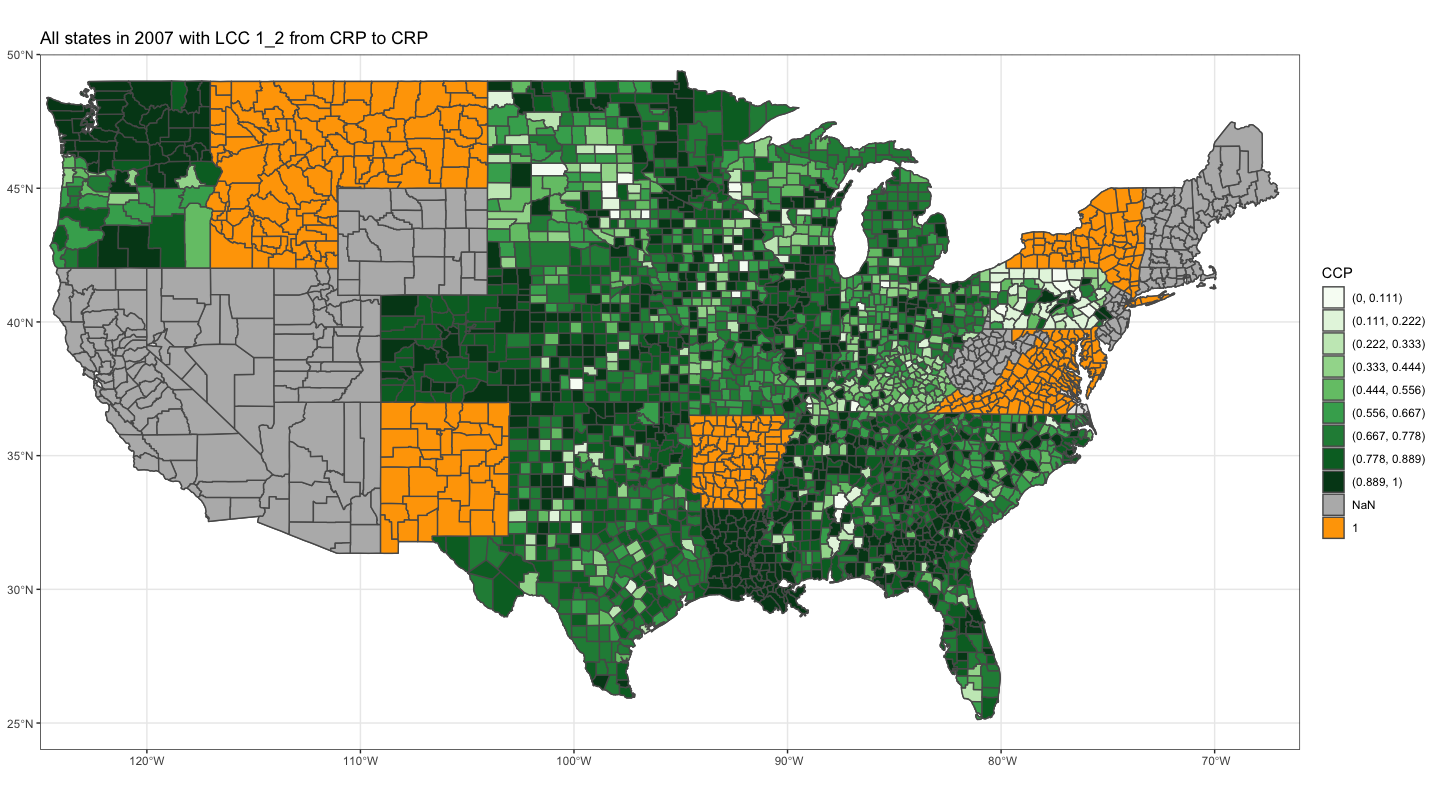 All states in 2007 with LCC 1_2 from CRP to CRP
50°N
45°N
40°N
35°N
30°N
25°N
120°W
110°W
100°W
90°W
80°W
70°W
CCP
(0, 0.111)
(0.111, 0.222)
(0.222, 0.333)
(0.333, 0.444)
(0.444, 0.556)
(0.556, 0.667)
(0.667, 0.778)
(0.778, 0.889)
(0.889, 1)
NaN
1